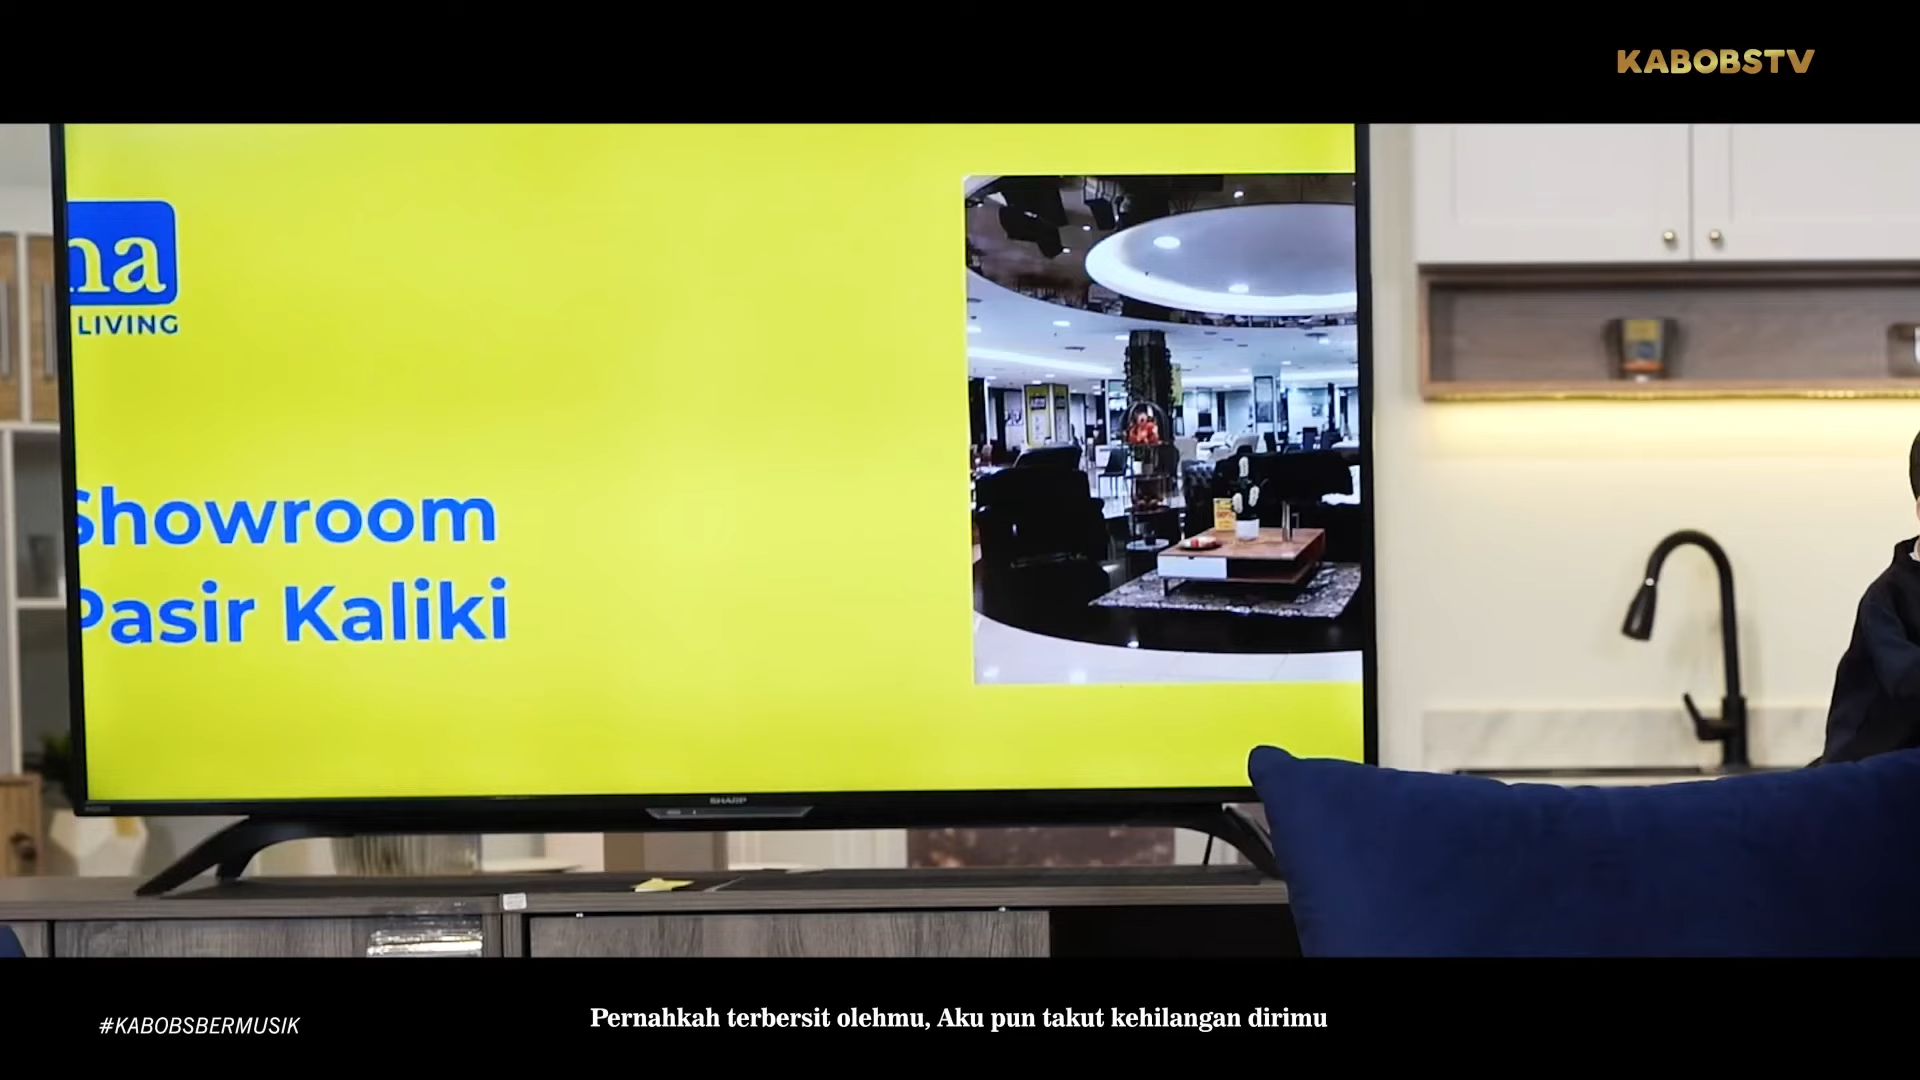 KABOBSTV
na
LIVING
Showroom
Pasir Kaliki
SHARP
#KABOBSBERMUSIK
Pernahkah terbersit olehmu, Aku pun takut kehilangan dirimu